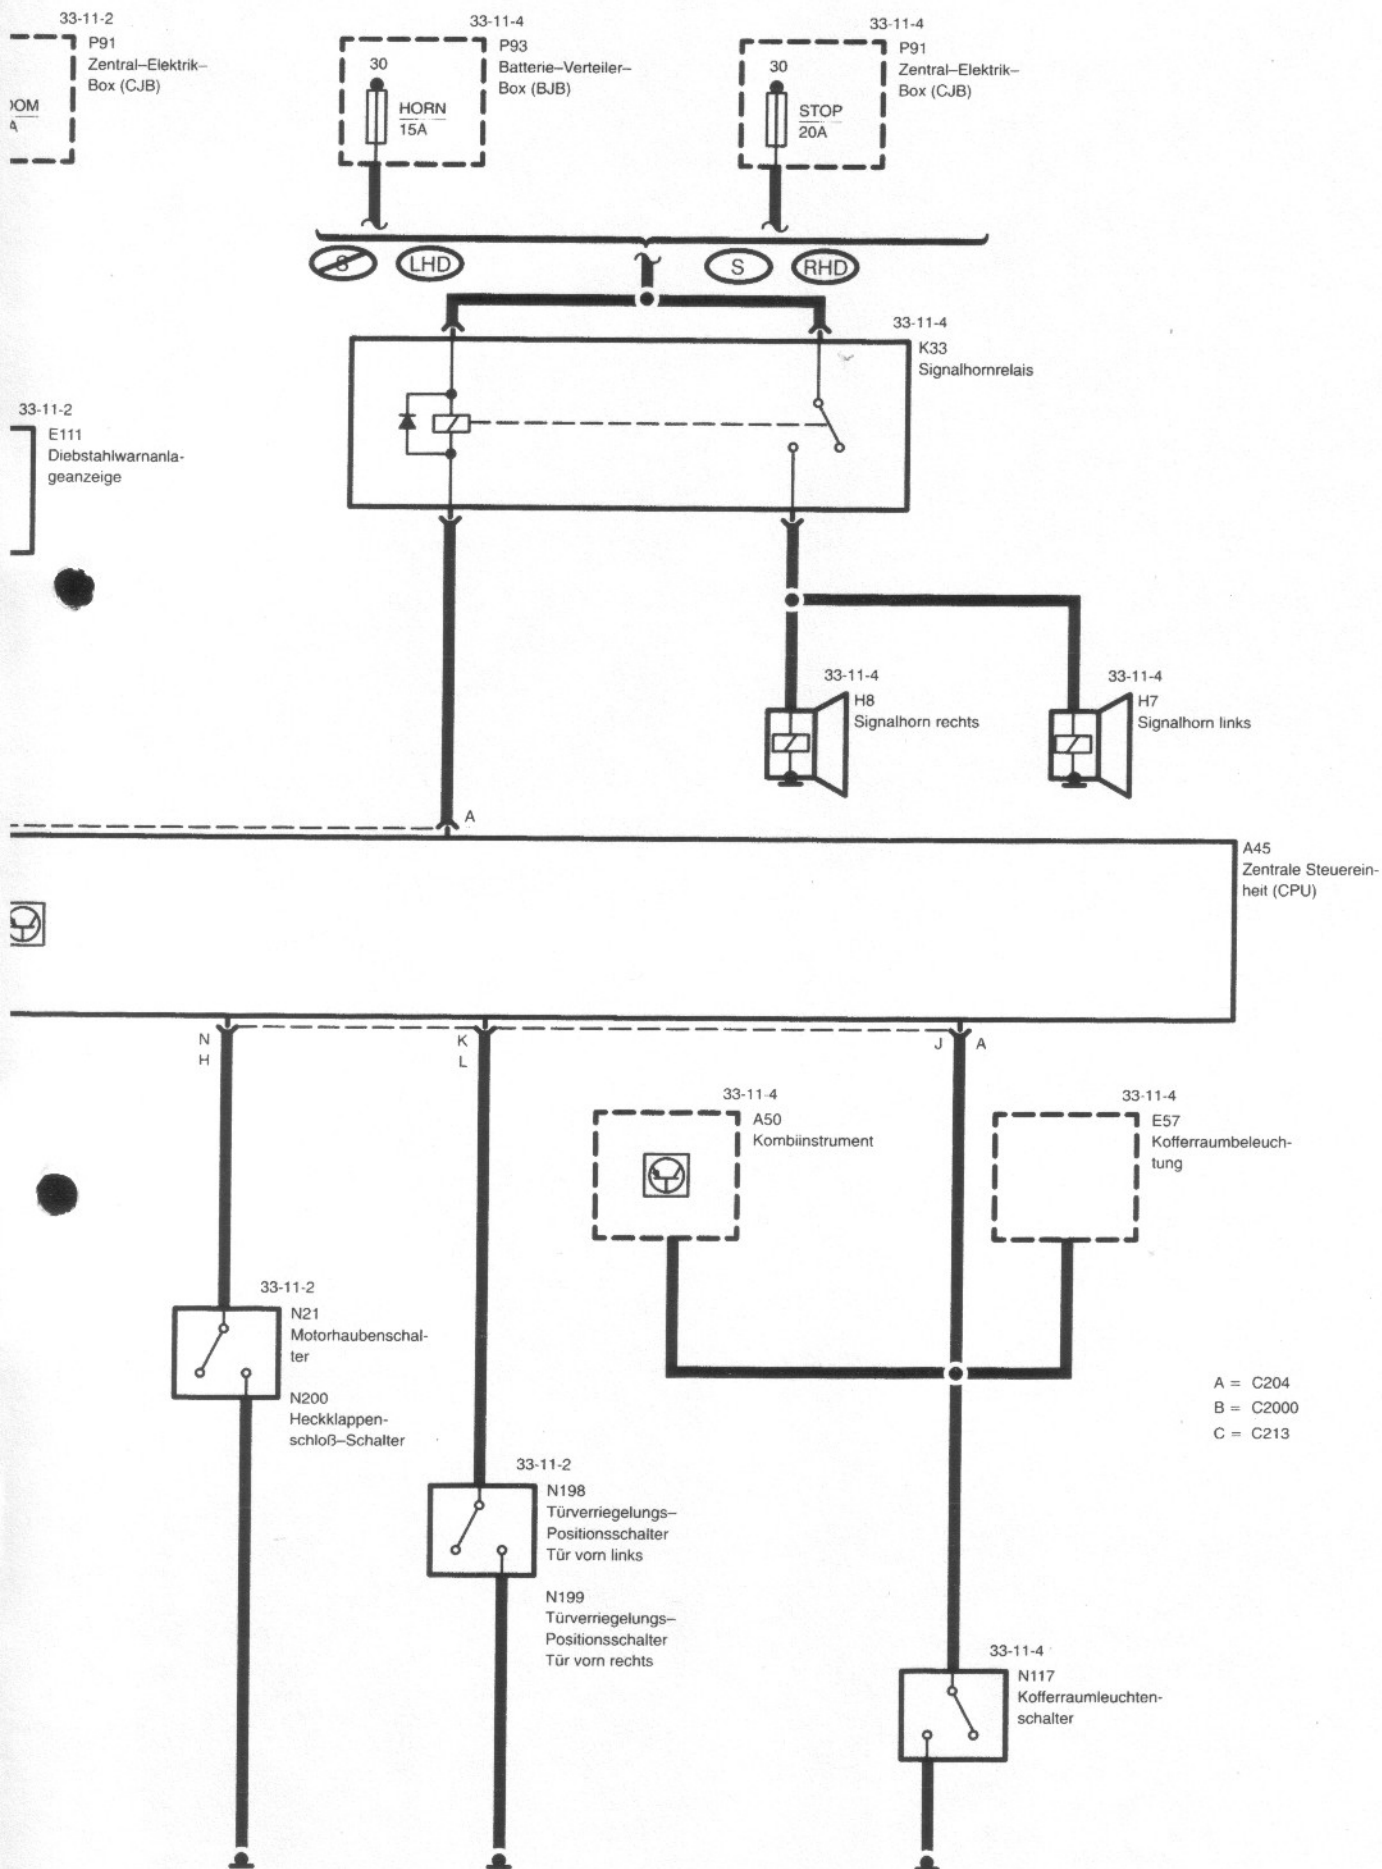 33-11-2
P91
Zentral–Elektrik–
Box (CJB)
33-11-4
P93
Batterie–Verteiler–
Box (BJB)
30
HORN
15A
33-11-4
P91
Zentral–Elektrik–
Box (CJB)
30
STOP
20A
S
LHD
S
RHD
33-11-4
K33
Signalhornrelais
33-11-2
E111
Diebstahlwarnanla-
geanzeige
33-11-4
H8
Signalhorn rechts
33-11-4
H7
Signalhorn links
A
A45
Zentrale Steuerein-
heit (CPU)
N
H
K
L
J
A
33-11-4
A50
Kombiinstrument
33-11-4
E57
Kofferraumbeleuch-
tung
33-11-2
N21
Motorhaubenschal-
ter
N200
Heckklappen-
schloß–Schalter
A = C204
B = C2000
C = C213
33-11-2
N198
Türverriegelungs–
Positionsschalter
Tür vorn links
N199
Türverriegelungs–
Positionsschalter
Tür vorn rechts
33-11-4
N117
Kofferraumleuchten-
schalter